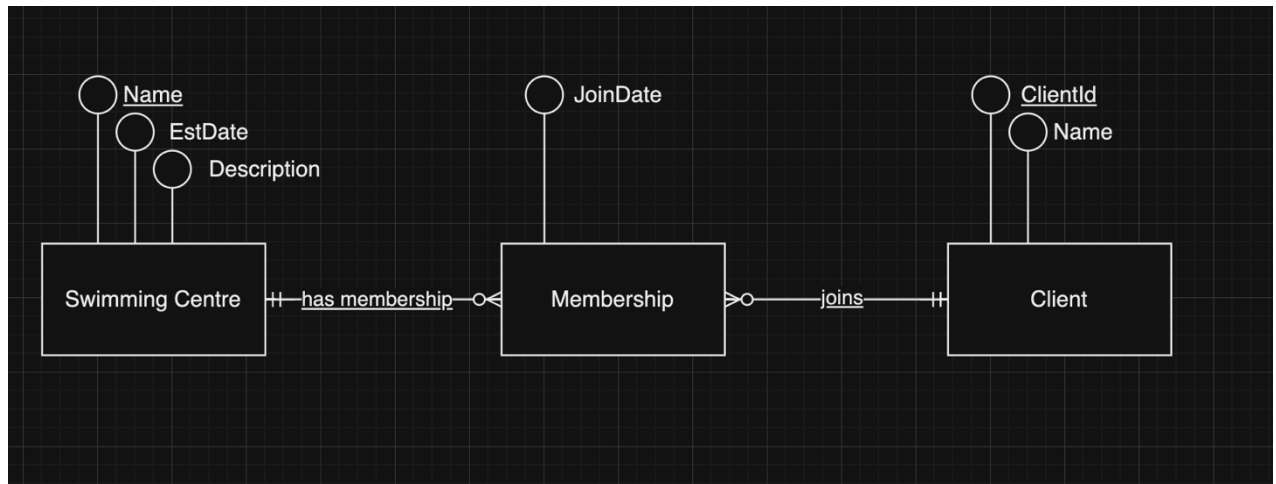 Name
EstDate
Description
JoinDate
ClientId
Name
Swimming Centre
has membership
Membership
joins
Client